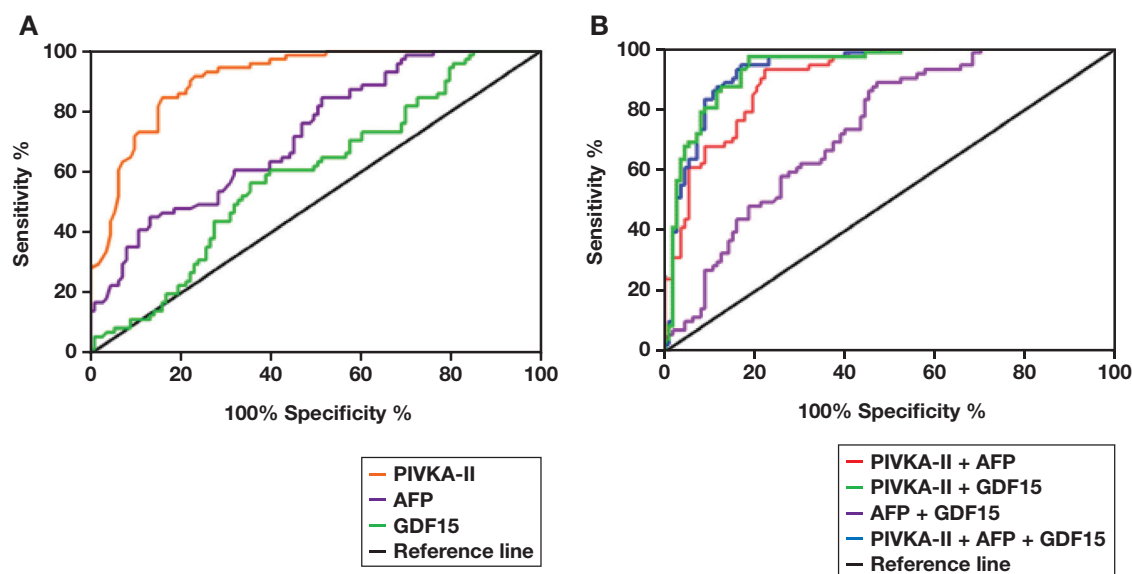 A
100
80
60
40
20
0
Sensitivity %
0 20 40 60 80 100
100% Specificity %
PIVKA-II
AFP
GDF15
Reference line
B
100
80
60
40
20
0
Sensitivity %
0 20 40 60 80 100
100% Specificity %
PIVKA-II + AFP
PIVKA-II + GDF15
AFP + GDF15
PIVKA-II + AFP + GDF15
Reference line